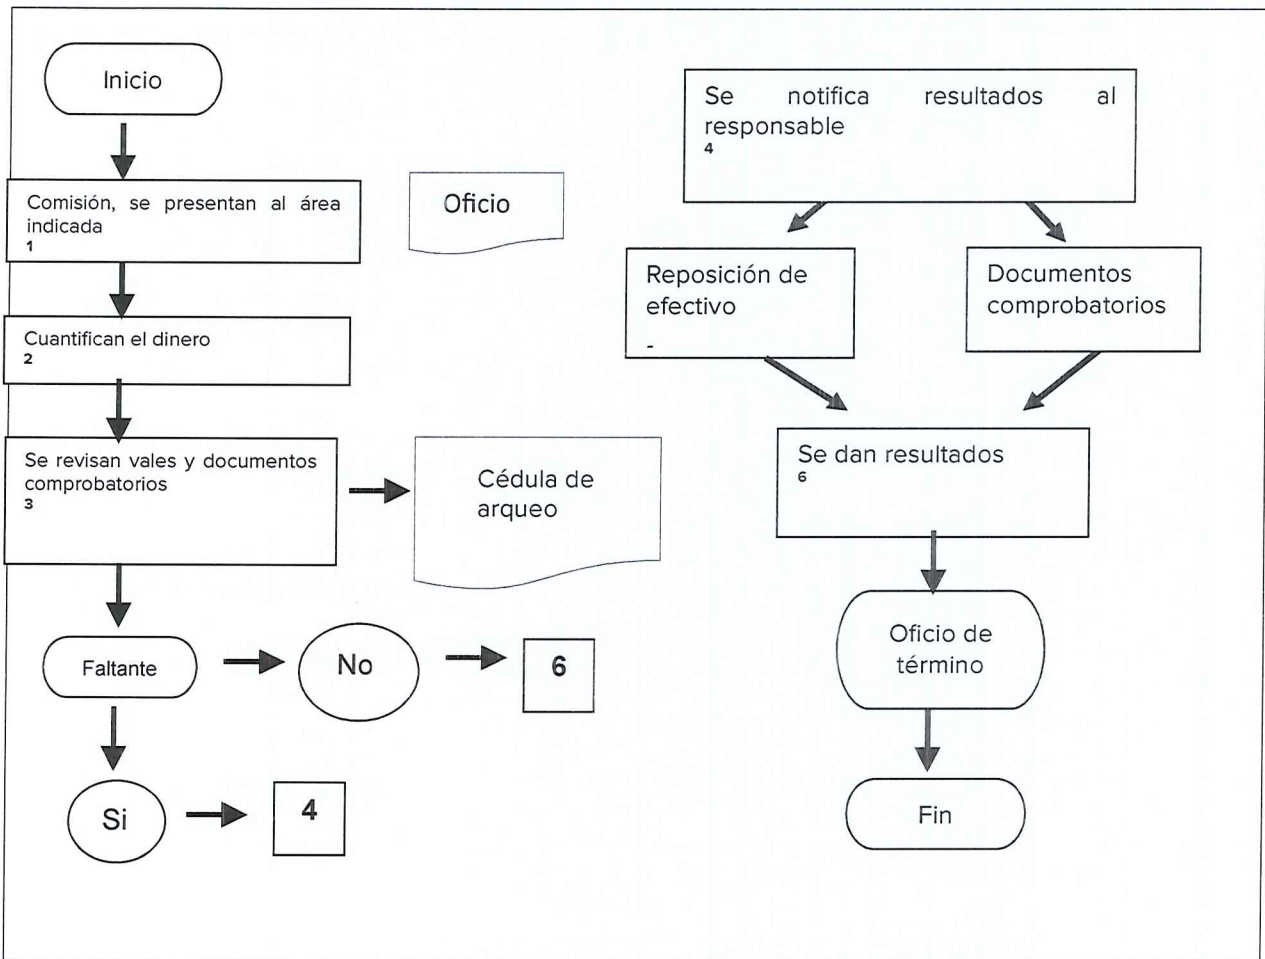 Inicio
Comisión, se presentan al área
indicada
1
Oficio
Cuantifican el dinero
2
Se revisan vales y documentos
comprobatorios
3
Cédula de
arqueo
Faltante
No
6
Si
4
Se notifica resultados al
responsable
4
Reposición de
efectivo
-
Documentos
comprobatorios
Se dan resultados
6
Oficio de
término
Fin